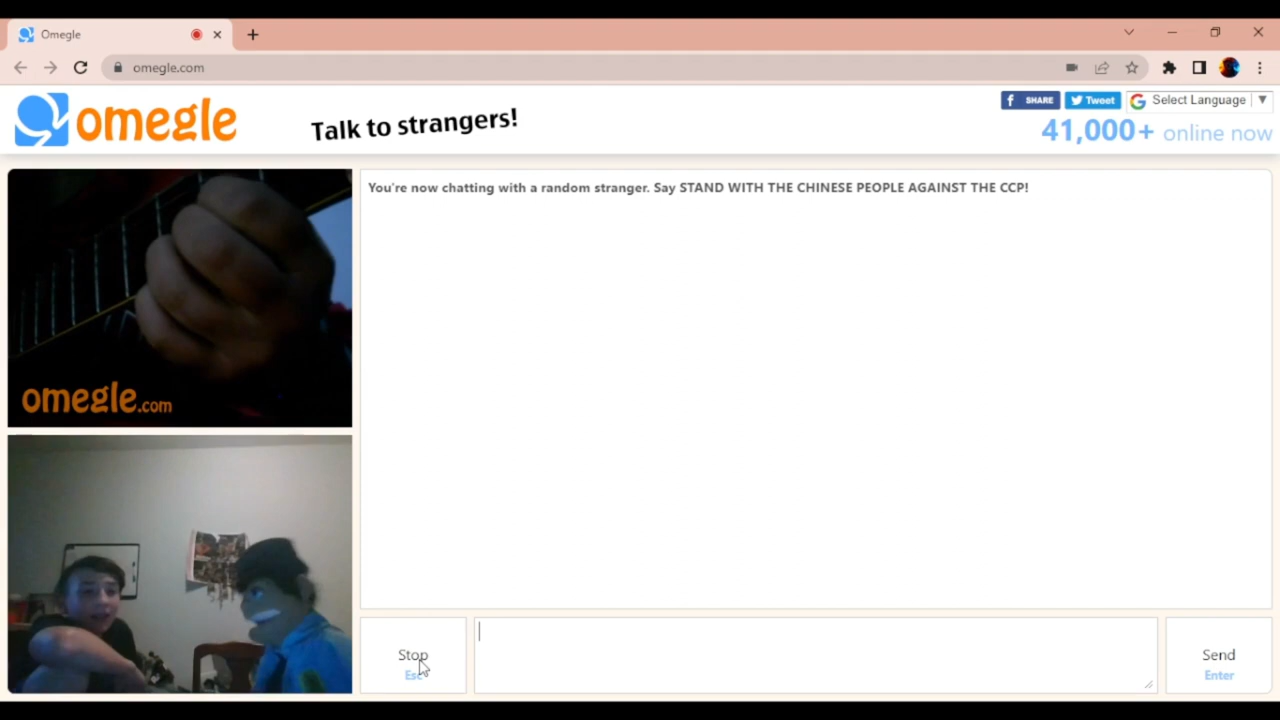 Omegle
omegle.com
omegle
Talk to strangers!
SHARE
Tweet
Select Language
41,000+ online now
You're now chatting with a random stranger. Say STAND WITH THE CHINESE PEOPLE AGAINST THE CCP!
omegle.com
Stop
Esc
Send
Enter